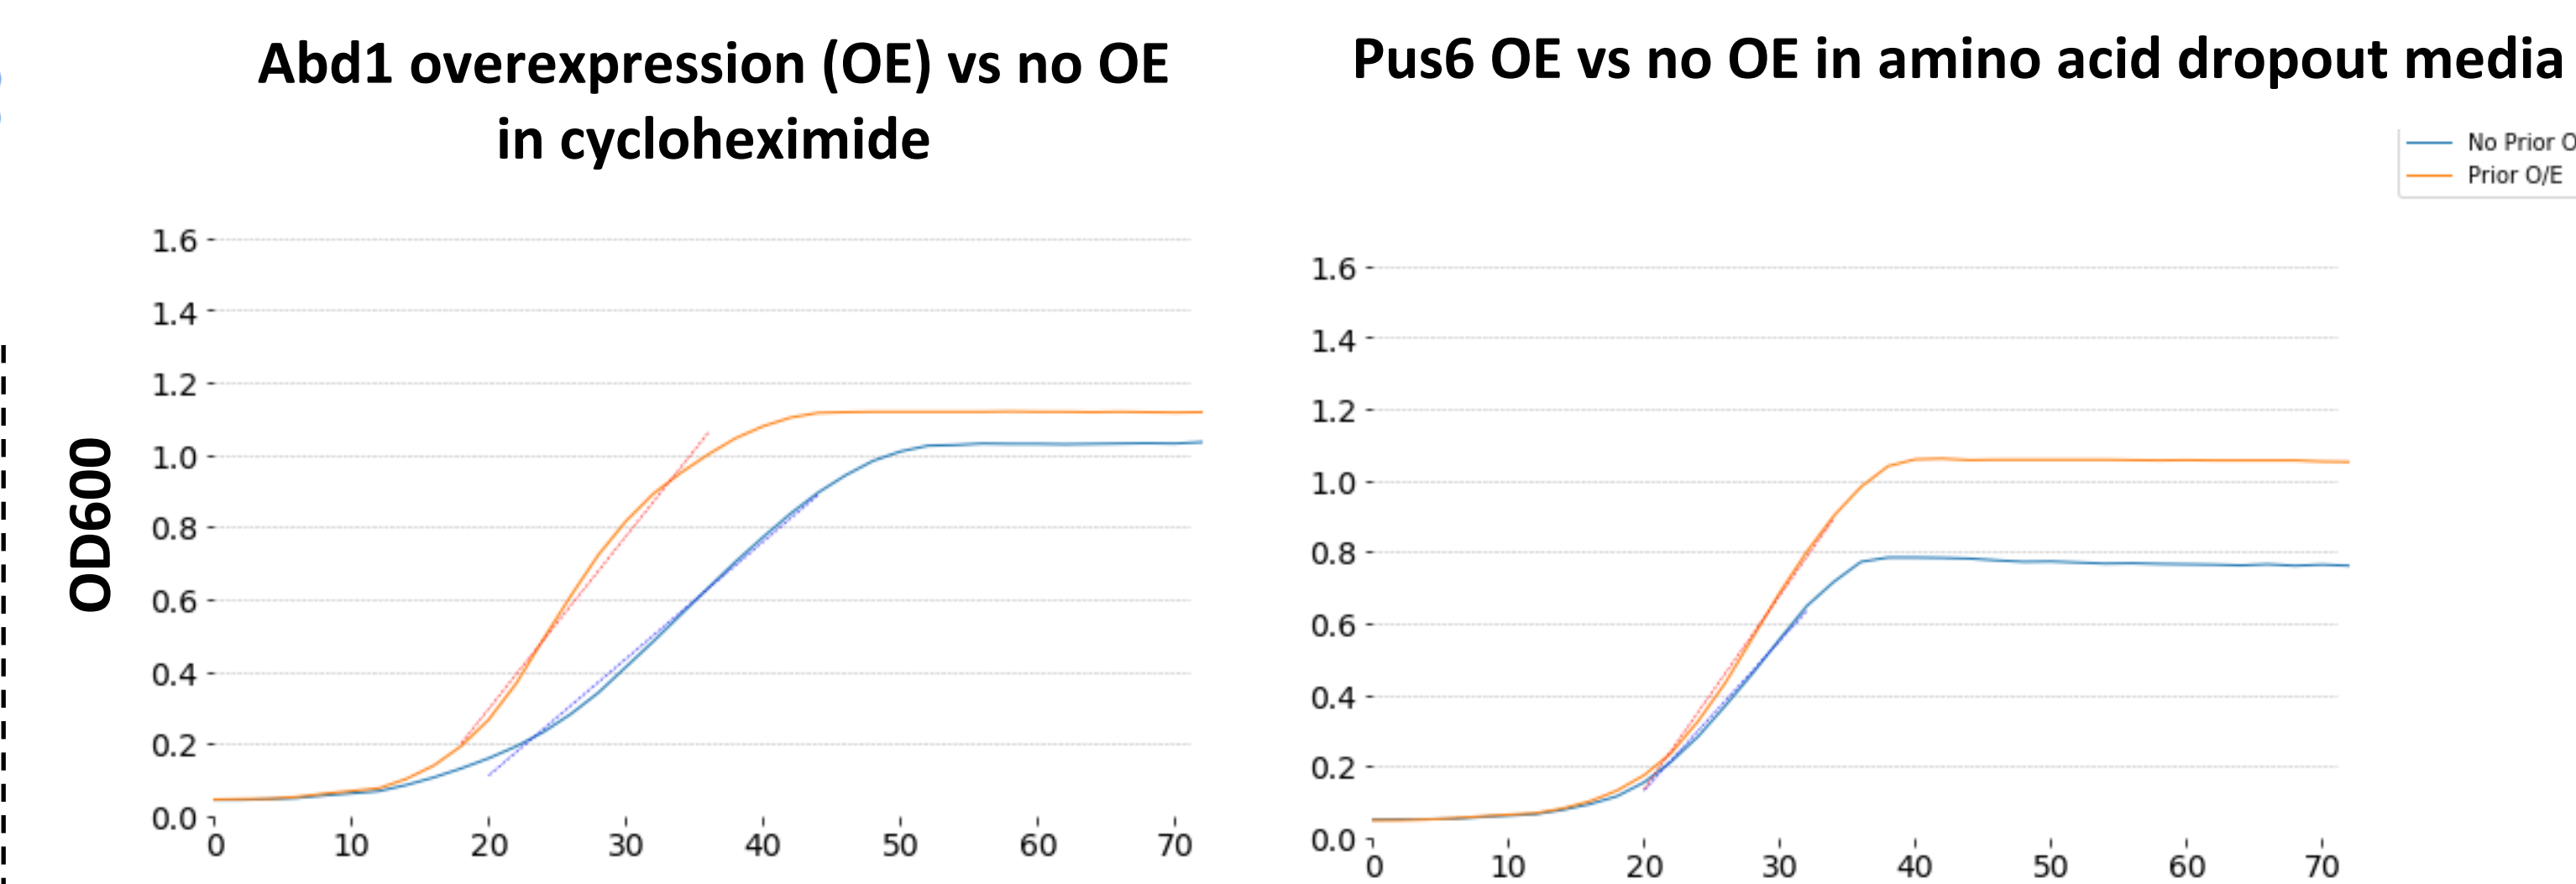 Abd1 overexpression (OE) vs no OE
in cycloheximide
OD600
1.6
1.4
1.2
1.0
0.8
0.6
0.4
0.2
0.0
0 10 20 30 40 50 60 70
Pus6 OE vs no OE in amino acid dropout media
No Prior O
Prior O/E
1.6
1.4
1.2
1.0
0.8
0.6
0.4
0.2
0.0
0 10 20 30 40 50 60 70